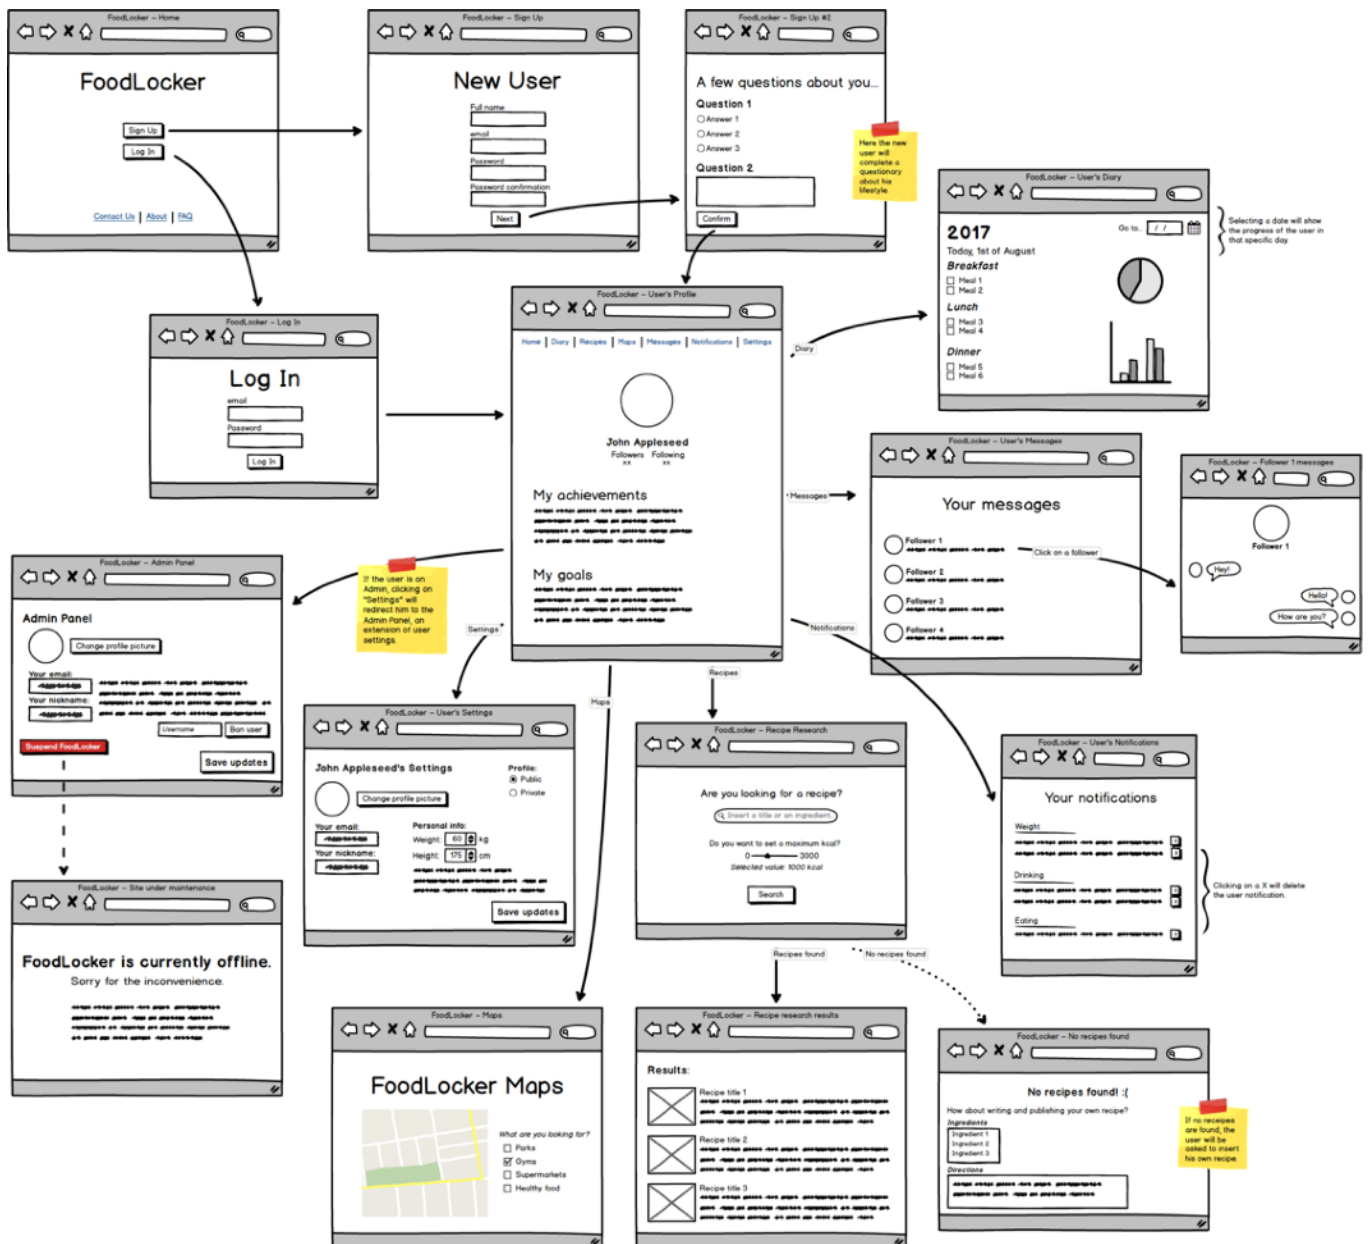 FoodLocker – Home
FoodLocker
Sign Up
Log In
Contact Us | About | FAQ
FoodLocker – Sign Up
New User
Full name
email
Password
Password confirmation
Next
FoodLocker – Sign Up #2
A few questions about you...
Question 1
Answer 1
Answer 2
Answer 3
Question 2
Confirm
Here the new
user will
complete a
questionary
about his
lifestyle.
FoodLocker – User's Diary
2017
Go to.. / /
Today, 1st of August
Breakfast
Meal 1
Meal 2
Lunch
Meal 3
Meal 4
Dinner
Meal 5
Meal 6
Selecting a date will show
the progress of the user in
that specific day.
FoodLocker – Log In
Log In
email
Password
Log In
FoodLocker – User's Profile
Home | Diary | Recipes | Maps | Messages | Notifications | Settings
John Appleseed
Followers Following
xx xx
My achievements
My goals
Diary
Messages
Notifications
Recipes
Maps
Settings
FoodLocker – User's Messages
Your messages
Follower 1
Follower 2
Follower 3
Follower 4
Click on a follower
FoodLocker – Follower 1 messages
Follower 1
Hey!
Hello!
How are you?
FoodLocker – Admin Panel
Admin Panel
Change profile picture
Your email:
Your nickname:
Username
Ban user
Suspend FoodLocker
Save updates
If the user is an
Admin, clicking on
"Settings" will
redirect him to the
Admin Panel, an
extension of user
settings.
FoodLocker – User's Settings
John Appleseed's Settings
Profile:
Public
Private
Change profile picture
Your email:
Your nickname:
Personal info:
Weight: 60 kg
Height: 175 cm
Save updates
FoodLocker – Recipe Research
Are you looking for a recipe?
Insert a title or an ingredient..
Do you want to set a maximum kcal?
0 3000
Selected value: 1000 kcal
Search
Recipes found
No recipes found
FoodLocker – User's Notifications
Your notifications
Weight
Drinking
Eating
Clicking on a X will delete
the user notification.
FoodLocker – Site under maintenance
FoodLocker is currently offline.
Sorry for the inconvenience.
FoodLocker – Maps
FoodLocker Maps
What are you looking for?
Parks
Gyms
Supermarkets
Healthy food
FoodLocker – Recipe research results
Results:
Recipe title 1
Recipe title 2
Recipe title 3
FoodLocker – No recipes found
No recipes found! :(
How about writing and publishing your own recipe?
Ingredients
Ingredient 1
Ingredient 2
Ingredient 3
Directions
If no receipes
are found, the
user will be
asked to insert
his own recipe.